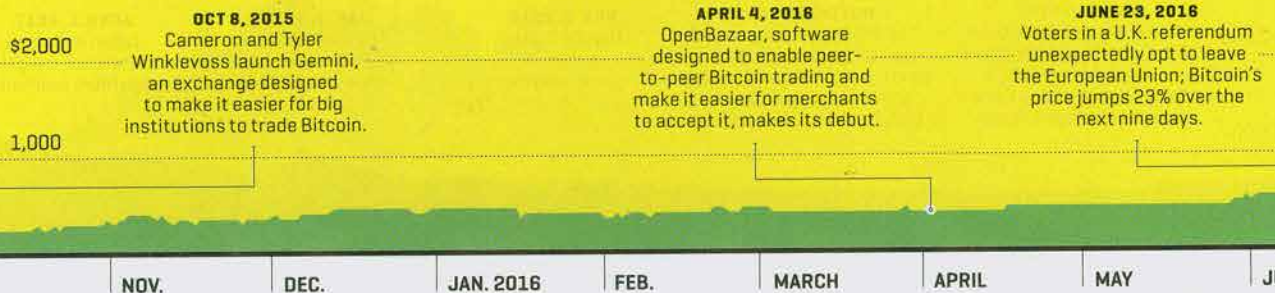 $2,000
1,000
OCT 8, 2015
Cameron and Tyler
Winklevoss launch Gemini,
an exchange designed
to make it easier for big
institutions to trade Bitcoin.
APRIL 4, 2016
OpenBazaar, software
designed to enable peer-
to-peer Bitcoin trading and
make it easier for merchants
to accept it, makes its debut.
JUNE 23, 2016
Voters in a U.K. referendum
unexpectedly opt to leave
the European Union; Bitcoin's
price jumps 23% over the
next nine days.
NOV.
DEC.
JAN. 2016
FEB.
MARCH
APRIL
MAY